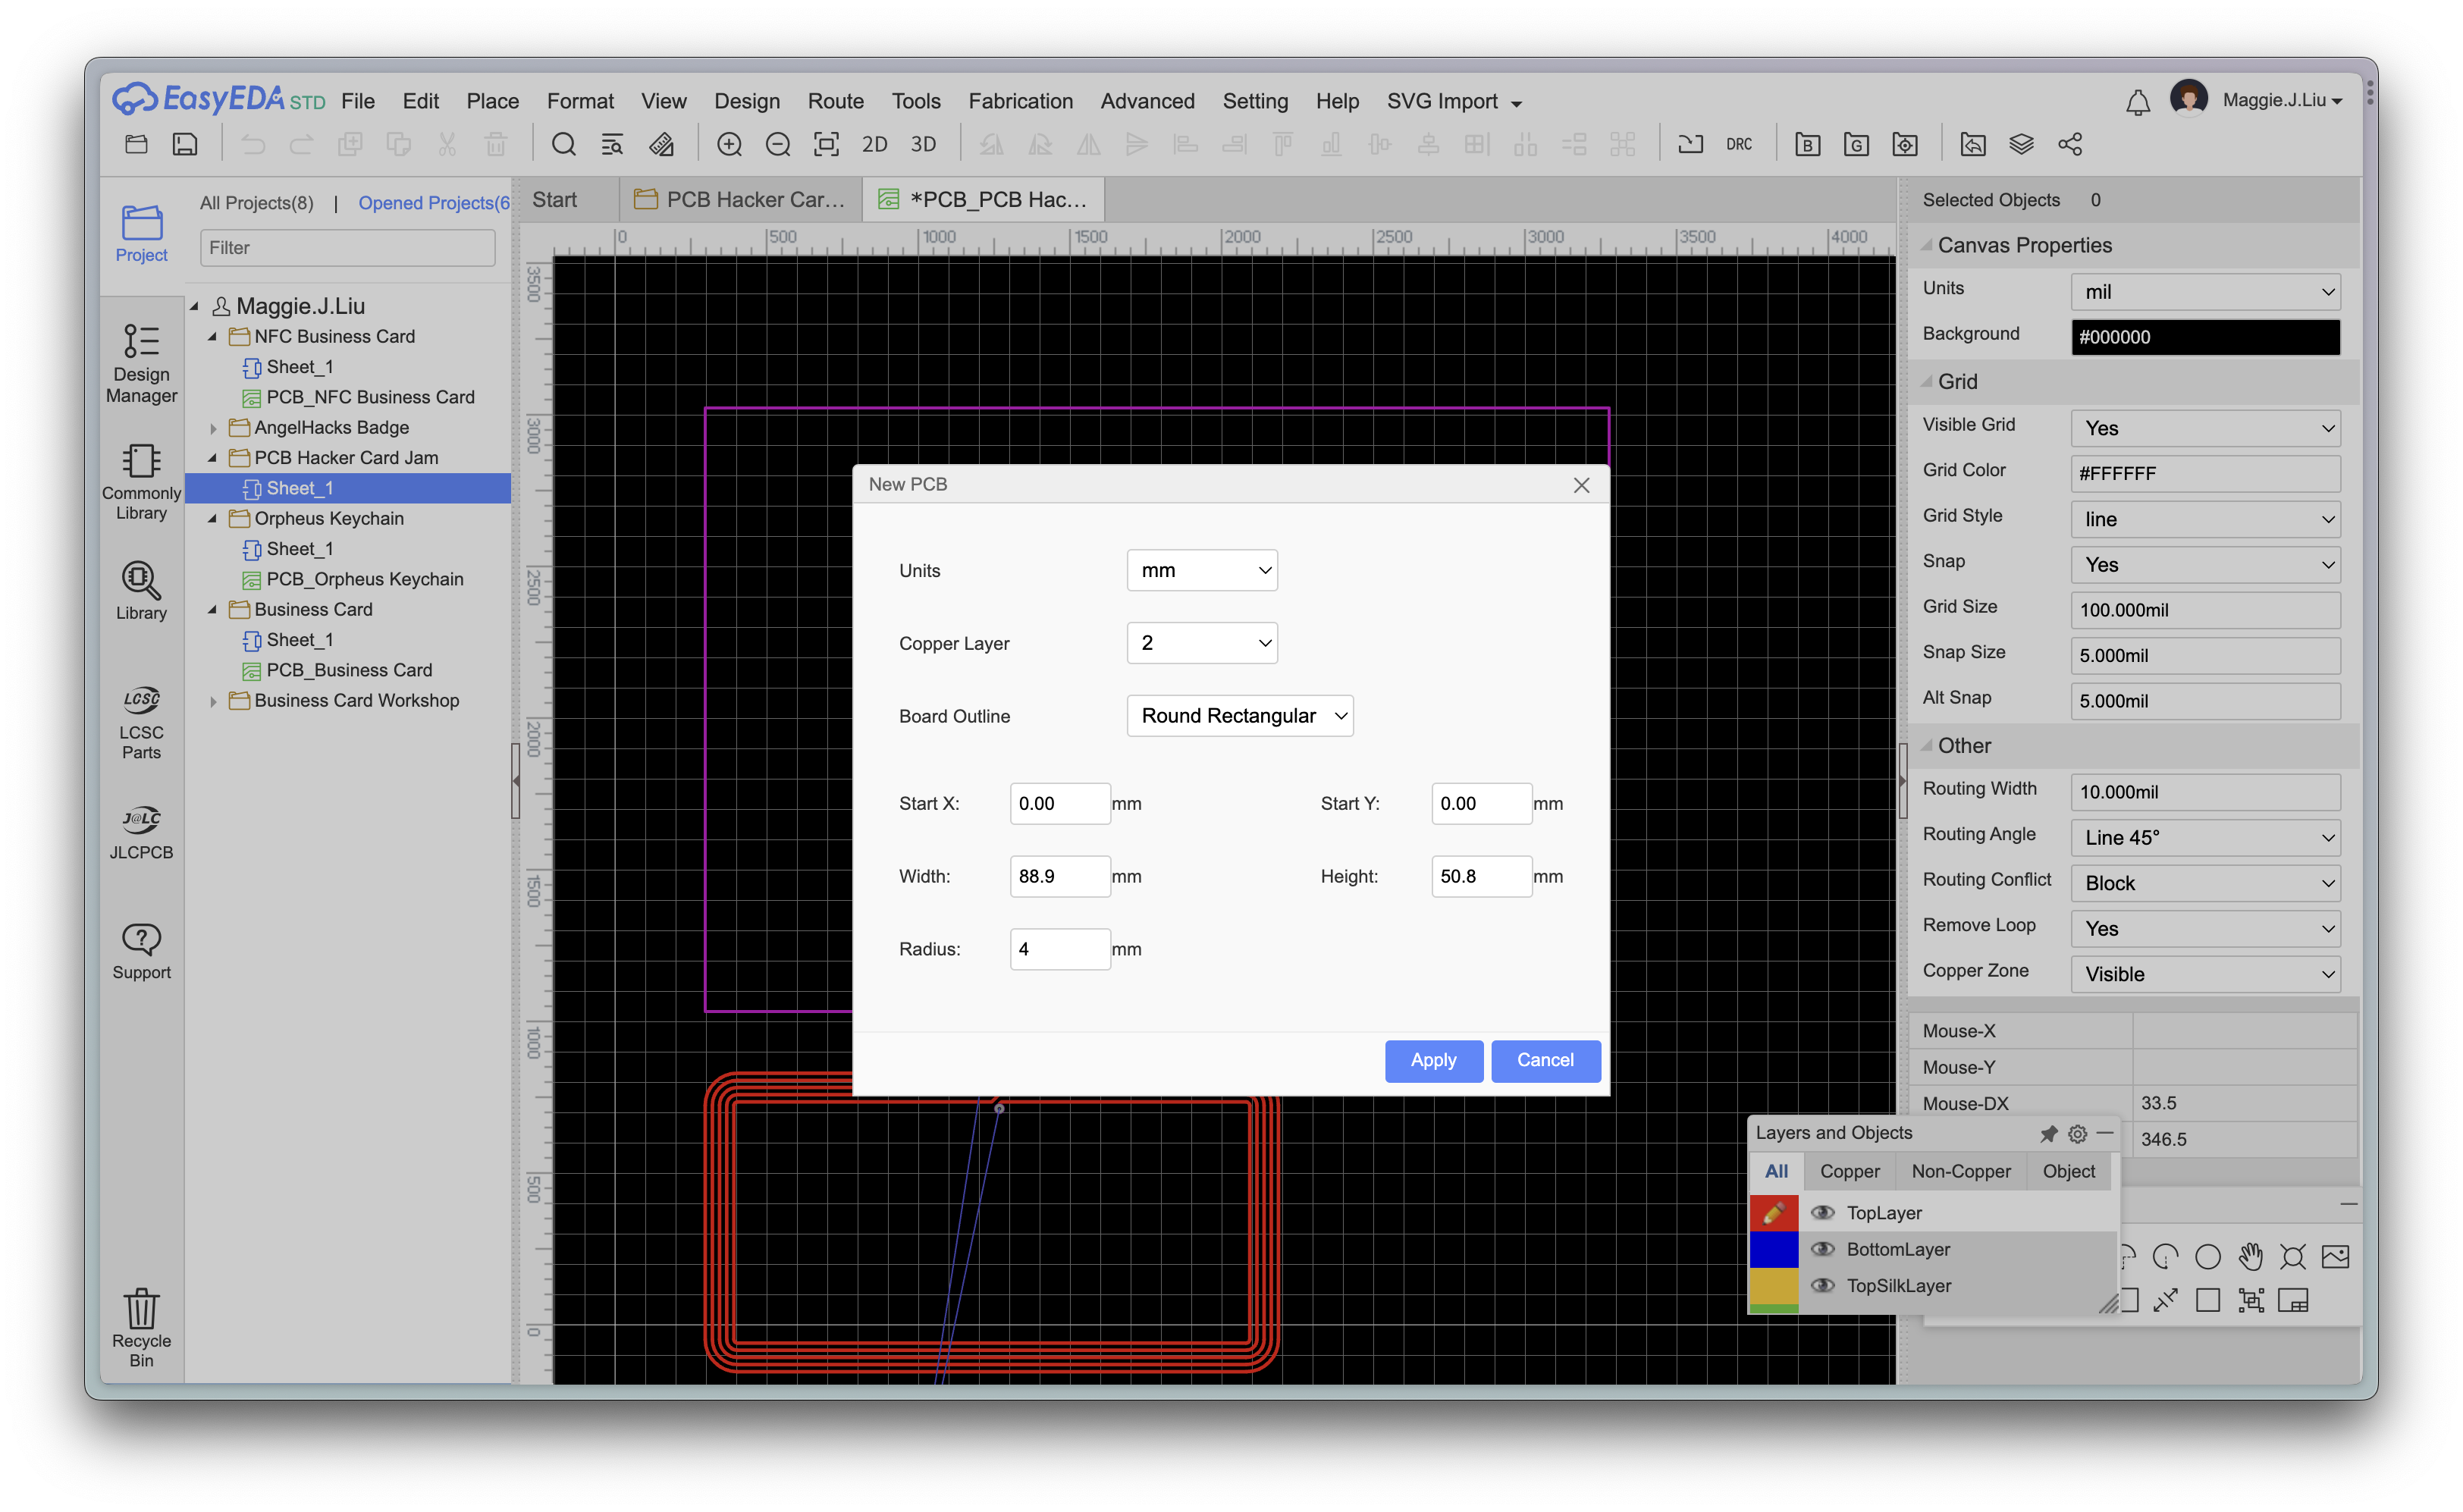 EasyEDA STD File Edit Place Format View Design Route Tools Fabrication Advanced Setting Help SVG Import Maggie.J.Liu
2D 3D DRC B G
Project
Design
Manager
Commonly
Library
Library
LCSC
LCSC
Parts
J@LC
JLCPCB
?
Support
Recycle
Bin
All Projects(8) | Opened Projects(6
Filter
Maggie.J.Liu
NFC Business Card
Sheet_1
PCB_NFC Business Card
AngelHacks Badge
PCB Hacker Card Jam
Sheet_1
Orpheus Keychain
Sheet_1
PCB_Orpheus Keychain
Business Card
Sheet_1
PCB_Business Card
Business Card Workshop
Start PCB Hacker Car... *PCB_PCB Hac...
0 500 1000 1500 2000 2500 3000 3500 4000
3500
3000
2500
2000
1500
1000
500
0
New PCB
Units mm
Copper Layer 2
Board Outline Round Rectangular
Start X: 0.00 mm Start Y: 0.00 mm
Width: 88.9 mm Height: 50.8 mm
Radius: 4 mm
Apply Cancel
Selected Objects 0
Canvas Properties
Units mil
Background #000000
Grid
Visible Grid Yes
Grid Color #FFFFFF
Grid Style line
Snap Yes
Grid Size 100.000mil
Snap Size 5.000mil
Alt Snap 5.000mil
Other
Routing Width 10.000mil
Routing Angle Line 45°
Routing Conflict Block
Remove Loop Yes
Copper Zone Visible
Mouse-X
Mouse-Y
Mouse-DX 33.5
346.5
Layers and Objects
All Copper Non-Copper Object
TopLayer
BottomLayer
TopSilkLayer